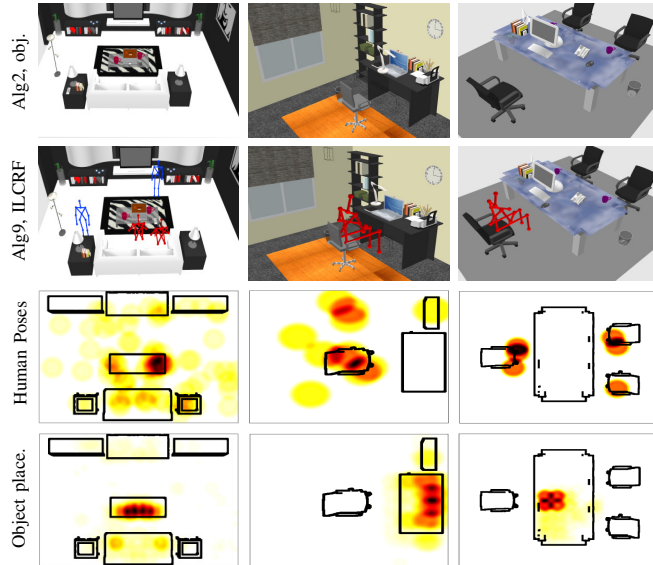 Alg2, obj.
Alg9, ILCRF
Human Poses
Object place.